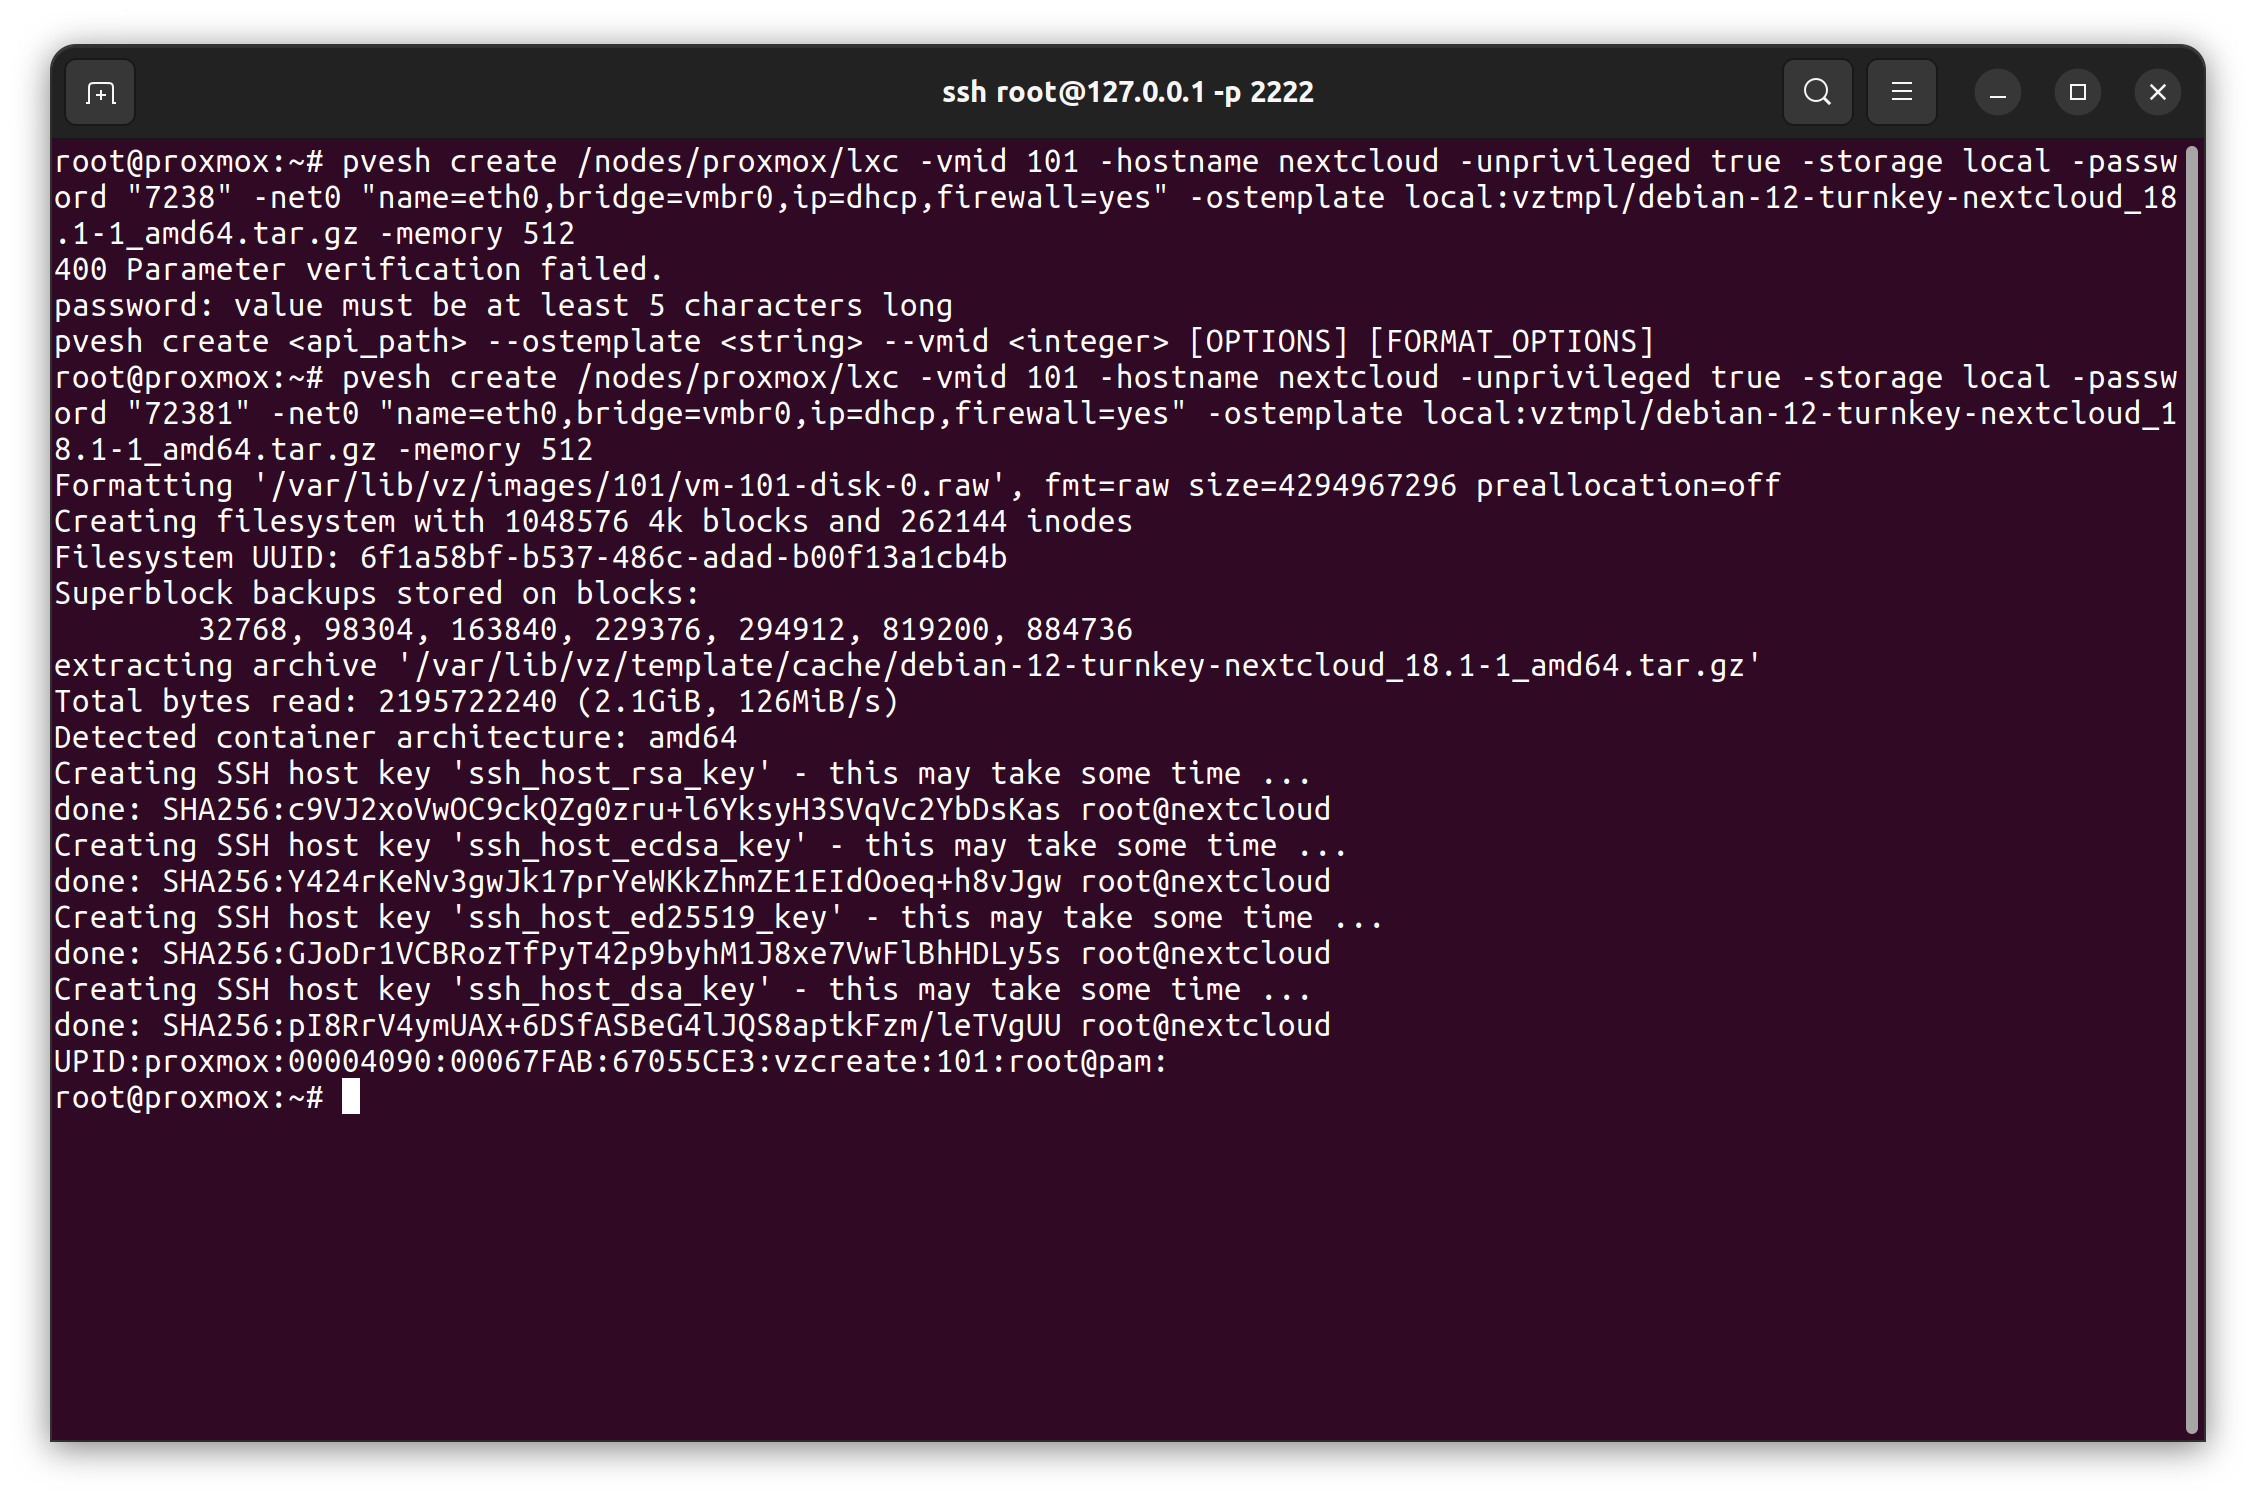 ssh root@127.0.0.1 -p 2222
root@proxmox:~# pvesh create /nodes/proxmox/lxc -vmid 101 -hostname nextcloud -unprivileged true -storage local -passw
ord "7238" -net0 "name=eth0,bridge=vmbr0,ip=dhcp,firewall=yes" -ostemplate local:vztmpl/debian-12-turnkey-nextcloud_18
.1-1_amd64.tar.gz -memory 512
400 Parameter verification failed.
password: value must be at least 5 characters long
pvesh create <api_path> --ostemplate <string> --vmid <integer> [OPTIONS] [FORMAT_OPTIONS]
root@proxmox:~# pvesh create /nodes/proxmox/lxc -vmid 101 -hostname nextcloud -unprivileged true -storage local -passw
ord "72381" -net0 "name=eth0,bridge=vmbr0,ip=dhcp,firewall=yes" -ostemplate local:vztmpl/debian-12-turnkey-nextcloud_1
8.1-1_amd64.tar.gz -memory 512
Formatting '/var/lib/vz/images/101/vm-101-disk-0.raw', fmt=raw size=4294967296 preallocation=off
Creating filesystem with 1048576 4k blocks and 262144 inodes
Filesystem UUID: 6f1a58bf-b537-486c-adad-b00f13a1cb4b
Superblock backups stored on blocks:
        32768, 98304, 163840, 229376, 294912, 819200, 884736
extracting archive '/var/lib/vz/template/cache/debian-12-turnkey-nextcloud_18.1-1_amd64.tar.gz'
Total bytes read: 2195722240 (2.1GiB, 126MiB/s)
Detected container architecture: amd64
Creating SSH host key 'ssh_host_rsa_key' - this may take some time ...
done: SHA256:c9VJ2xoVwOC9ckQZg0zru+l6YksyH3SVqVc2YbDsKas root@nextcloud
Creating SSH host key 'ssh_host_ecdsa_key' - this may take some time ...
done: SHA256:Y424rKeNv3gwJk17prYeWKkZhmZE1EIdOoeq+h8vJgw root@nextcloud
Creating SSH host key 'ssh_host_ed25519_key' - this may take some time ...
done: SHA256:GJoDr1VCBRozTfPyT42p9byhM1J8xe7VwFlBhHDLy5s root@nextcloud
Creating SSH host key 'ssh_host_dsa_key' - this may take some time ...
done: SHA256:pI8RrV4ymUAX+6DSfASBeG4lJQS8aptkFzm/leTVgUU root@nextcloud
UPID:proxmox:00004090:00067FAB:67055CE3:vzcreate:101:root@pam:
root@proxmox:~#